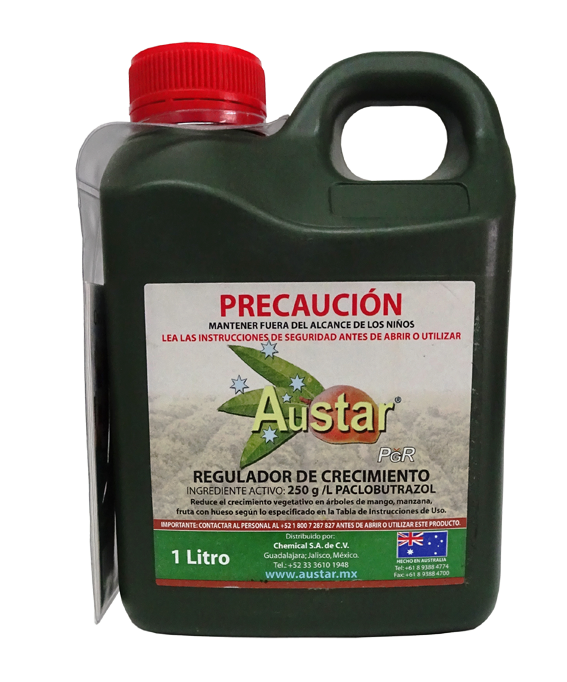 PRECAUCIÓN
MANTENER FUERA DEL ALCANCE DE LOS NIÑOS
LEA LAS INSTRUCCIONES DE SEGURIDAD ANTES DE ABRIR O UTILIZAR
Austar®
PGR
REGULADOR DE CRECIMIENTO
INGREDIENTE ACTIVO: 250 g /L PACLOBUTRAZOL
Reduce el crecimiento vegetativo en árboles de mango, manzana,
fruta con hueso según lo especificado en la Tabla de Instrucciones de Uso.
IMPORTANTE: CONTACTAR AL PERSONAL AL +52 1 800 7 287 827 ANTES DE ABRIR O UTILIZAR ESTE PRODUCTO.
1 Litro
Distribuido por:
Chemical S.A. de C.V.
Guadalajara; Jalisco, México.
Tel.: +52 33 3610 1948
www.austar.mx
HECHO EN AUSTRALIA
Tel: +61 8 9388 4774
Fax: +61 8 9388 4700